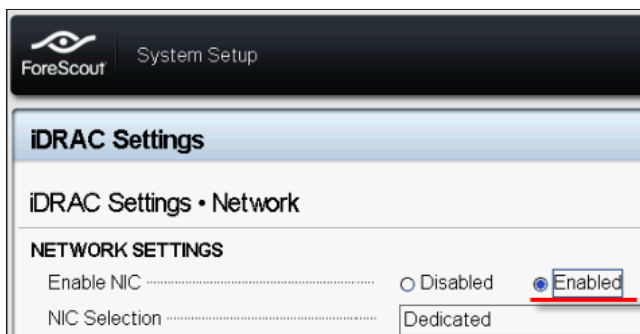 ForeScout
System Setup
iDRAC Settings
iDRAC Settings • Network
NETWORK SETTINGS
Enable NIC Disabled Enabled
NIC Selection Dedicated